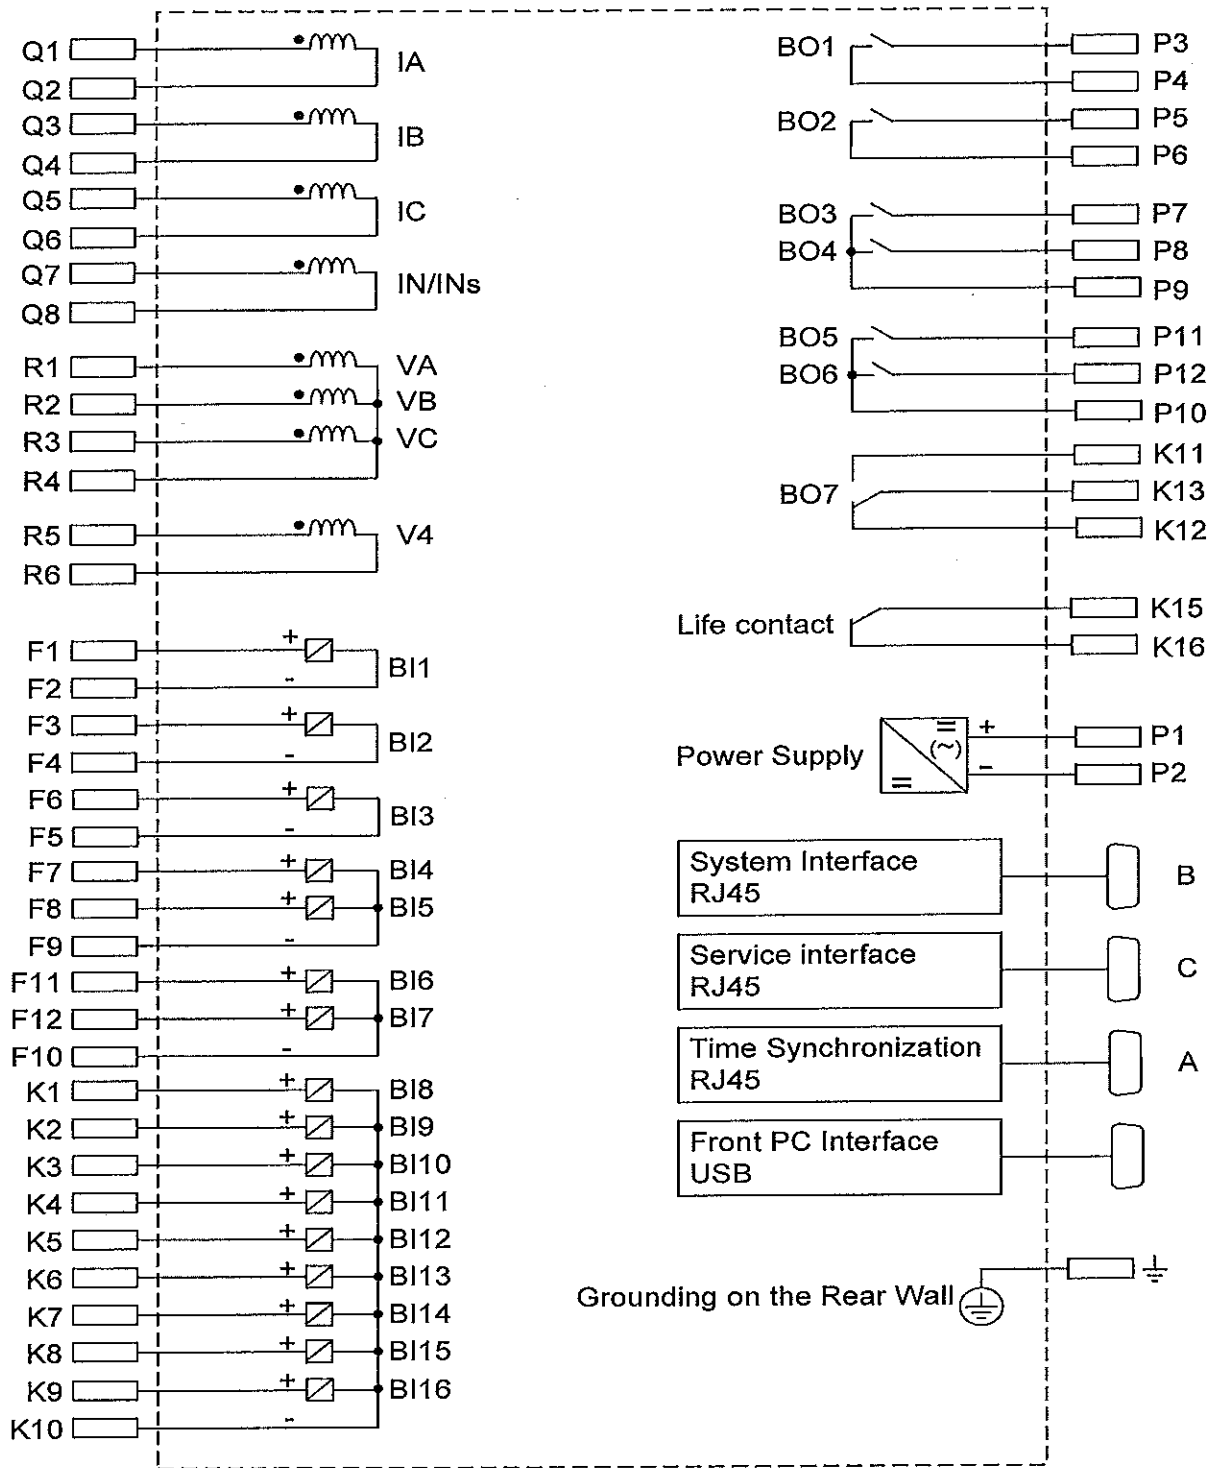 Q1
IA
Q2
Q3
IB
Q4
Q5
IC
Q6
Q7
IN/INs
Q8
R1
VA
R2
VB
R3
VC
R4
R5
V4
R6
F1
+
BI1
F2
-
F3
+
BI2
F4
-
F6
+
BI3
F5
-
F7
+
BI4
F8
+
BI5
F9
-
F11
+
BI6
F12
+
BI7
F10
-
K1
+
BI8
K2
+
BI9
K3
+
BI10
K4
+
BI11
K5
+
BI12
K6
+
BI13
K7
+
BI14
K8
+
BI15
K9
+
BI16
K10
-
BO1
P3
P4
BO2
P5
P6
BO3
P7
BO4
P8
P9
BO5
P11
BO6
P12
P10
K11
BO7
K13
K12
Life contact
K15
K16
Power Supply
=
(~)
=
+
P1
-
P2
System Interface
RJ45
B
Service interface
RJ45
C
Time Synchronization
RJ45
A
Front PC Interface
USB
Grounding on the Rear Wall